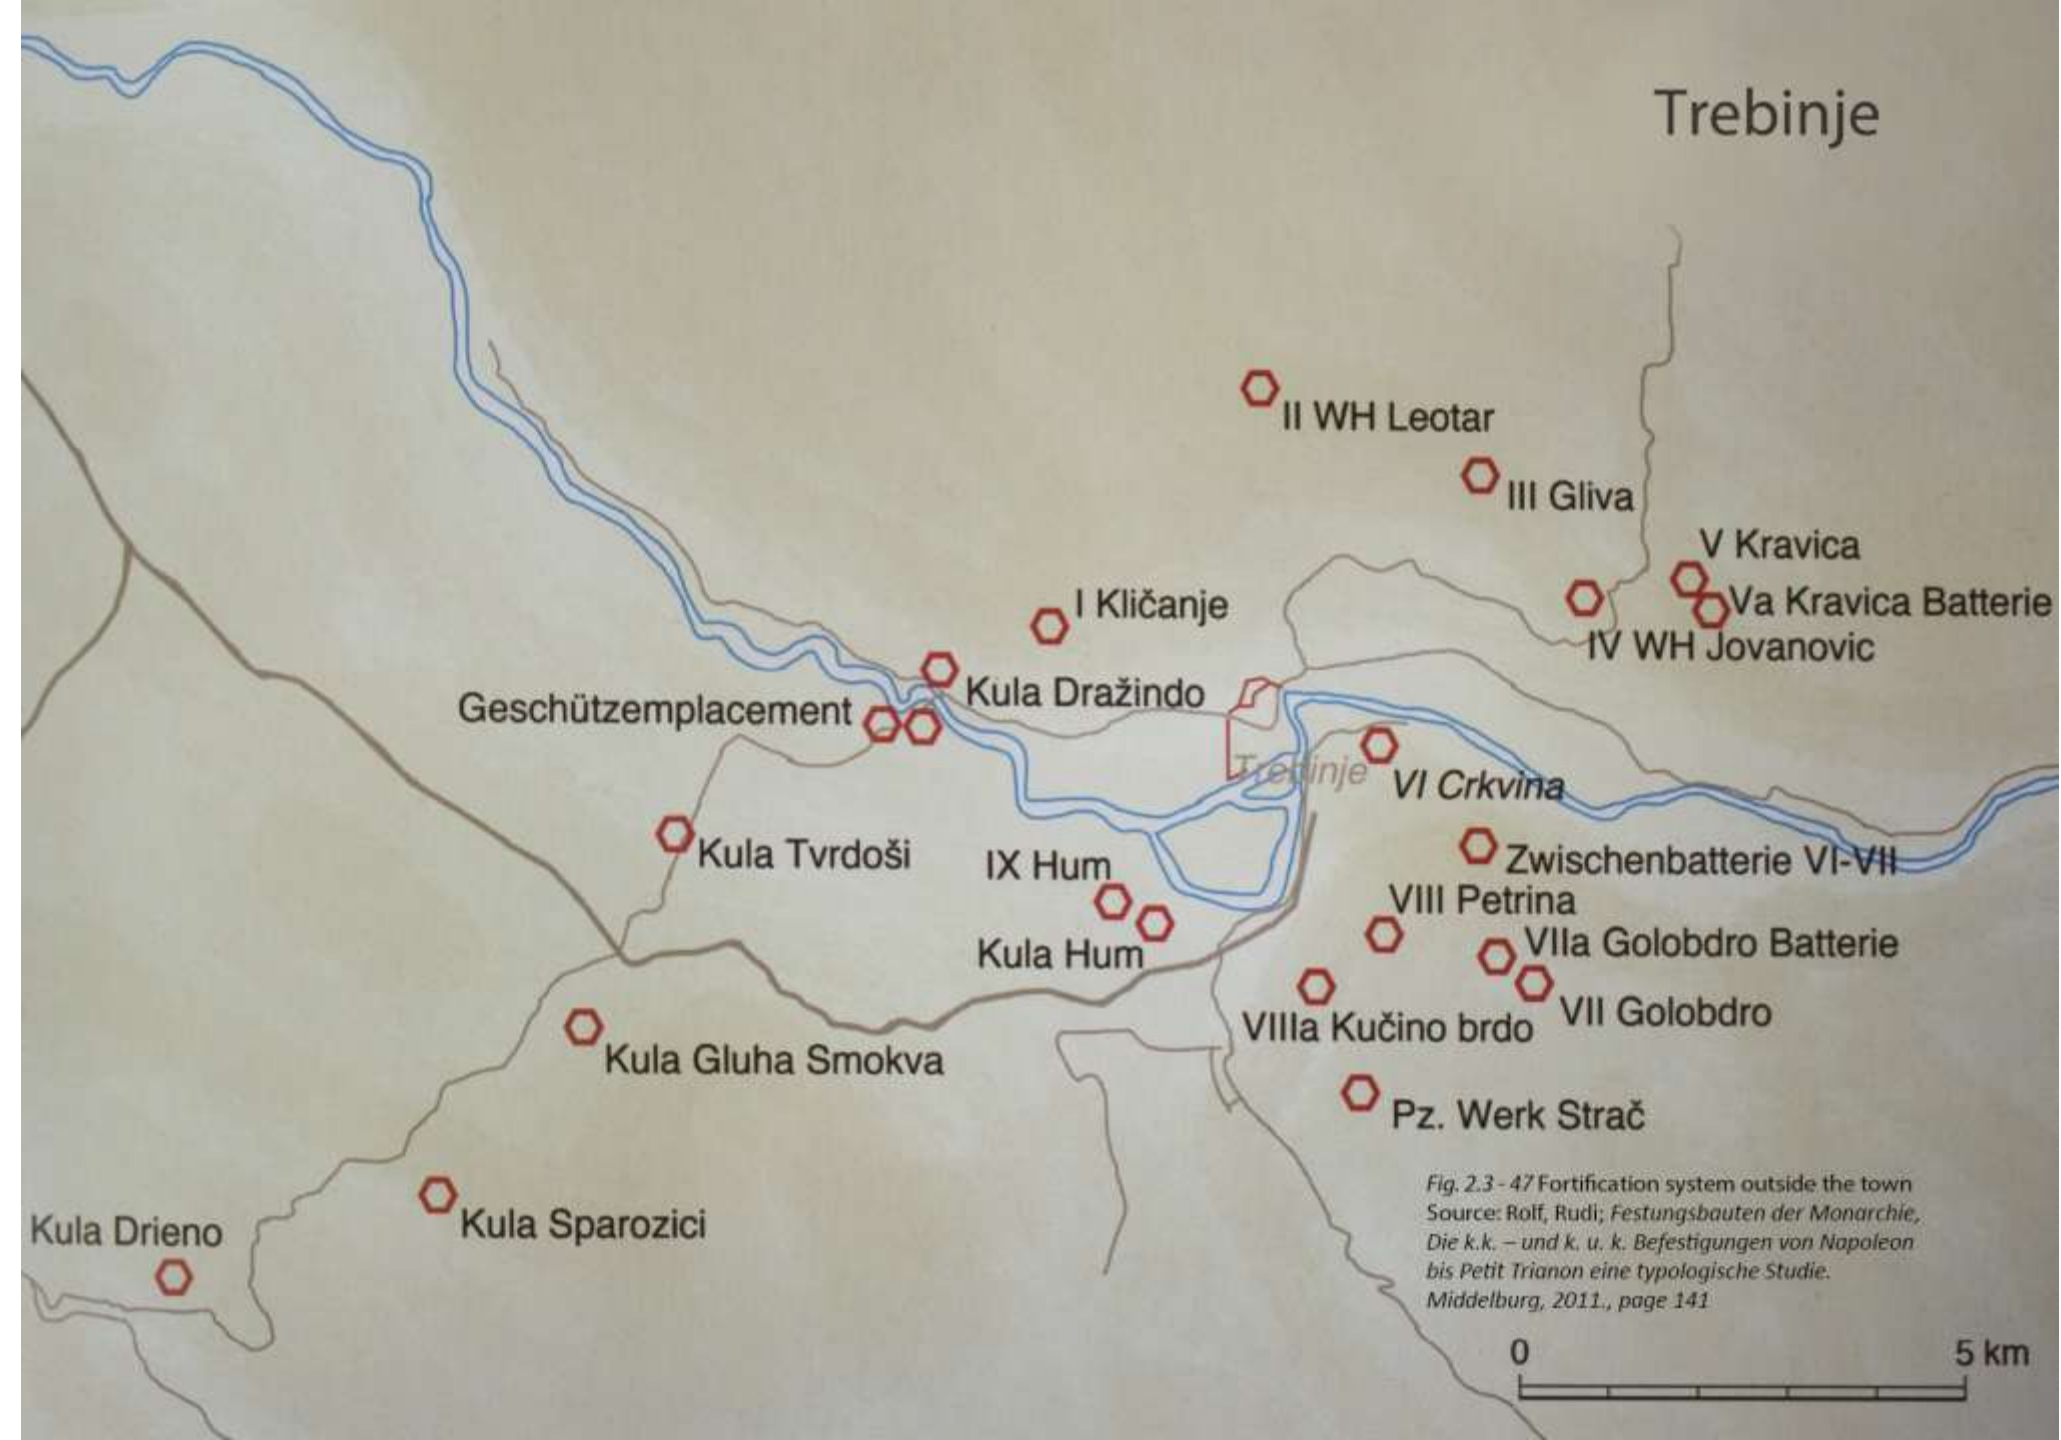 Trebinje
II WH Leotar
III Gliva
V Kravica
Va Kravica Batterie
I Kličanje
IV WH Jovanovic
Kula Dražindo
Geschützemplacement
Trebinje
VI Crkvina
Kula Tvrdoši
IX Hum
Zwischenbatterie VI-VII
VIII Petrina
Kula Hum
VIIa Golobdro Batterie
VII Golobdro
VIIIa Kučino brdo
Kula Gluha Smokva
Pz. Werk Strač
Kula Sparozici
Kula Drieno
Fig. 2.3 - 47 Fortification system outside the town
Source: Rolf, Rudi; Festungsbauten der Monarchie,
Die k.k. – und k. u. k. Befestigungen von Napoleon
bis Petit Trianon eine typologische Studie.
Middelburg, 2011., page 141
0 5 km